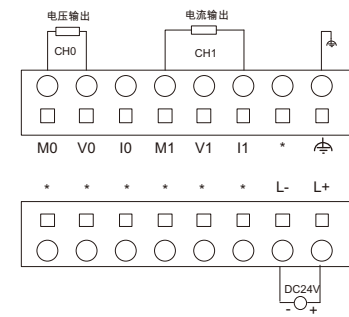 电压输出 电流输出
CH0 CH1
M0 V0 I0 M1 V1 I1 *
* * * * * * L- L+
DC24V
- +